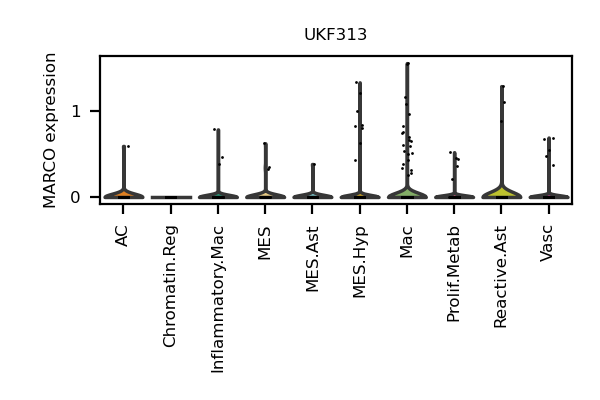 UKF313
MARCO expression
1
0
AC
Chromatin.Reg
Inflammatory.Mac
MES
MES.Ast
MES.Hyp
Mac
Prolif.Metab
Reactive.Ast
Vasc